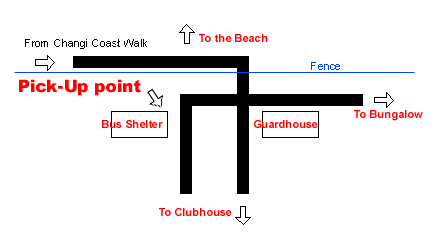 To the Beach
From Changi Coast Walk
Fence
Pick-Up point
To Bungalow
Bus Shelter
Guardhouse
To Clubhouse